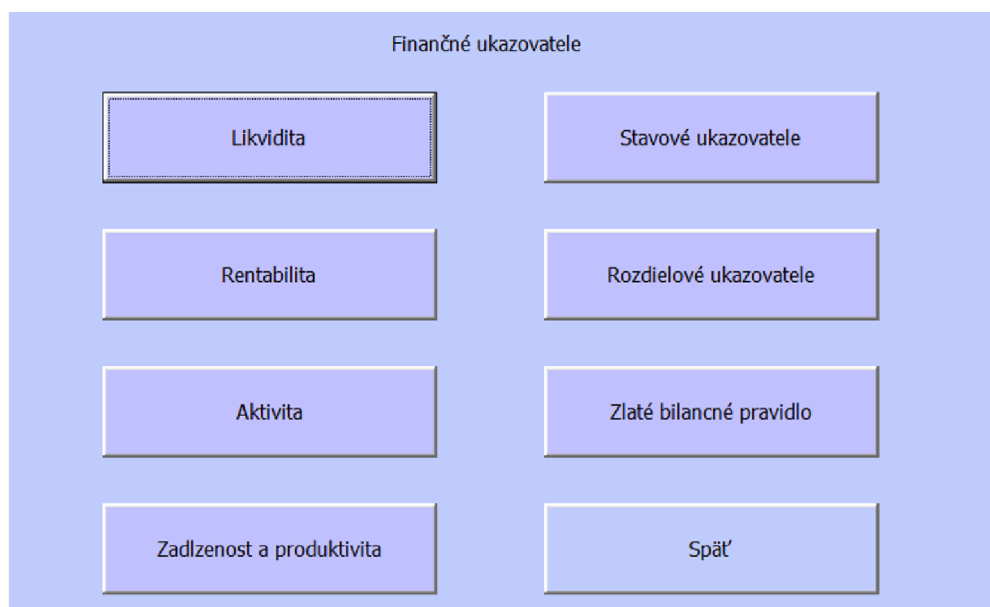 Finančné ukazovatele
Likvidita
Stavové ukazovatele
Rentabilita
Rozdielové ukazovatele
Aktivita
Zlaté bilancné pravidlo
Zadlzenost a produktivita
Späť